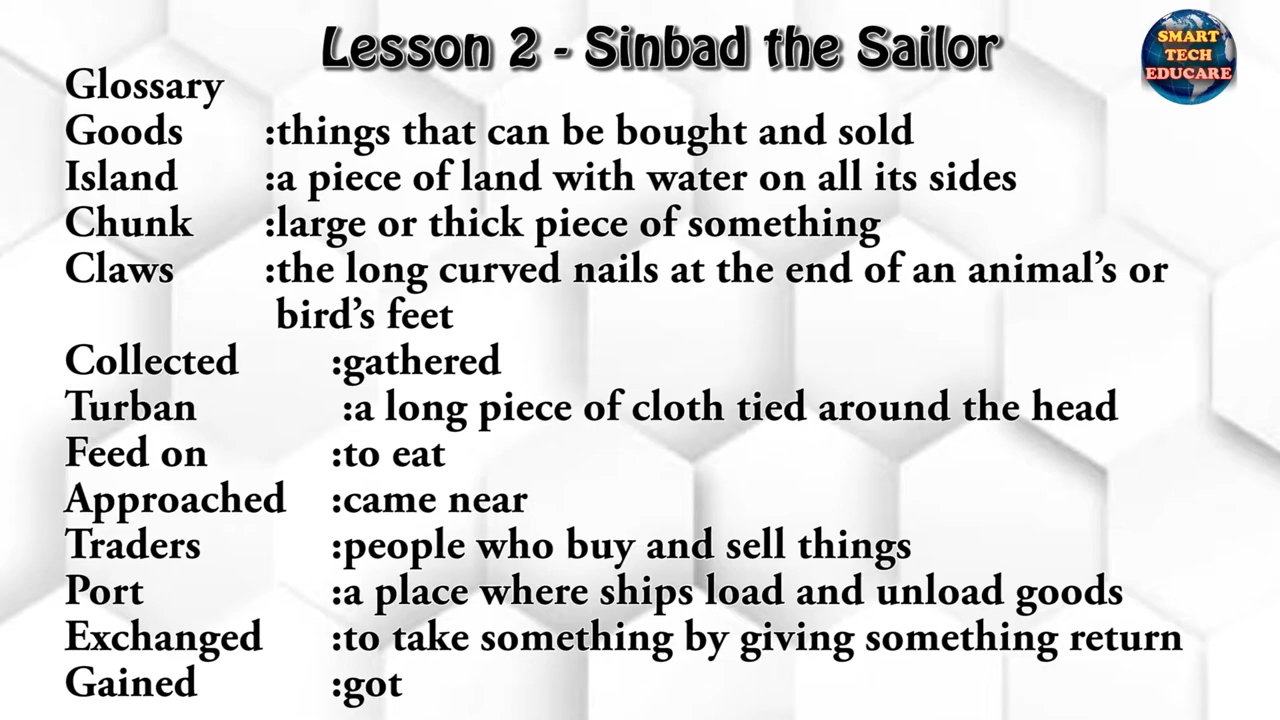 Lesson 2 - Sinbad the Sailor
SMART
TECH
EDUCARE
Glossary
Goods :things that can be bought and sold
Island :a piece of land with water on all its sides
Chunk :large or thick piece of something
Claws :the long curved nails at the end of an animal’s or
bird’s feet
Collected :gathered
Turban :a long piece of cloth tied around the head
Feed on :to eat
Approached :came near
Traders :people who buy and sell things
Port :a place where ships load and unload goods
Exchanged :to take something by giving something return
Gained :got